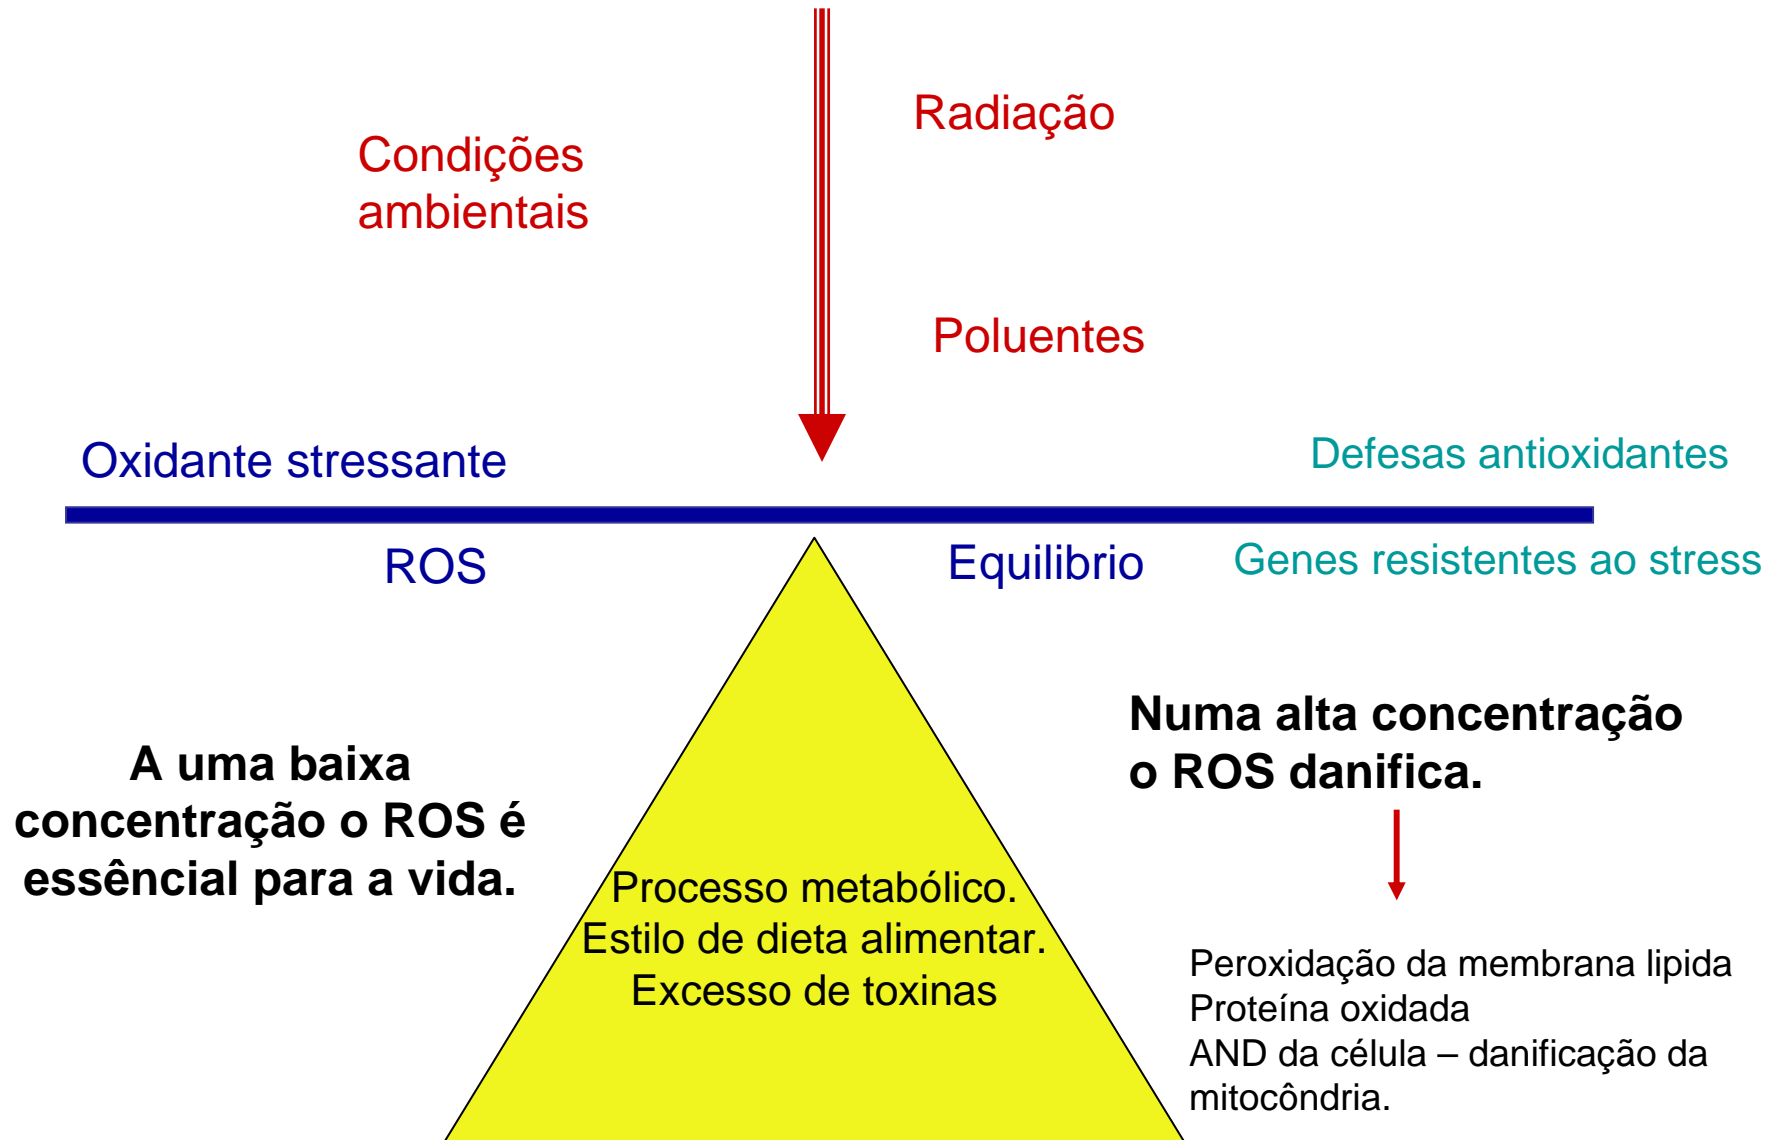 Radiação
Condições
ambientais
Poluentes
Oxidante stressante
Defesas antioxidantes
ROS
Equilibrio
Genes resistentes ao stress
A uma baixa
concentração o ROS é
essêncial para a vida.
Numa alta concentração
o ROS danifica.
Processo metabólico.
Estilo de dieta alimentar.
Excesso de toxinas
Peroxidação da membrana lipida
Proteína oxidada
AND da célula – danificação da
mitocôndria.